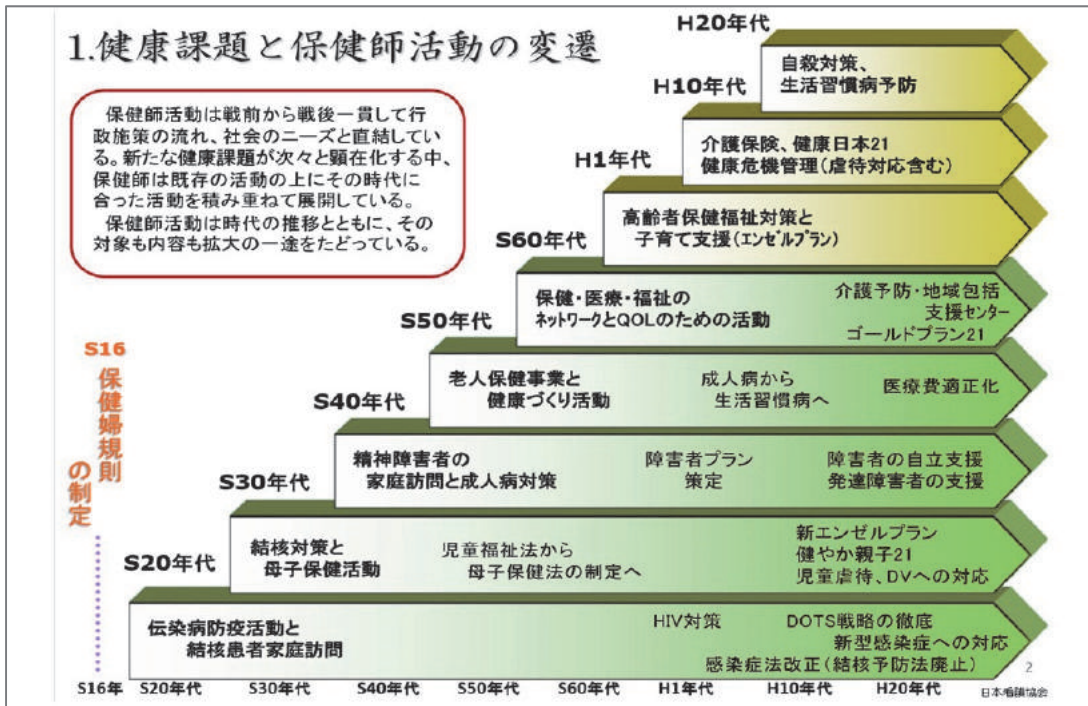 1.健康課題と保健師活動の変遷
保健師活動は戦前から戦後一貫して行
政施策の流れ、社会のニーズと直結してい
る。新たな健康課題が次々と顕在化する中、
保健師は既存の活動の上にその時代に
合った活動を積み重ねて展開している。
保健師活動は時代の推移とともに、その
対象も内容も拡大の一途をたどっている。
H20年代
自殺対策、
生活習慣病予防
H10年代
介護保険、健康日本21
健康危機管理(虐待対応含む)
H1年代
高齢者保健福祉対策と
子育て支援(エンゼルプラン)
S60年代
保健・医療・福祉の
ネットワークとQOLのための活動
介護予防・地域包括
支援センター
ゴールドプラン21
S50年代
老人保健事業と
健康づくり活動
成人病から
生活習慣病へ
医療費適正化
S40年代
精神障害者の
家庭訪問と成人病対策
障害者プラン
策定
障害者の自立支援
発達障害者の支援
S30年代
結核対策と
母子保健活動
児童福祉法から
母子保健法の制定へ
新エンゼルプラン
健やか親子21
児童虐待、DVへの対応
S20年代
伝染病防疫活動と
結核患者家庭訪問
HIV対策
DOTS戦略の徹底
新型感染症への対応
感染症法改正(結核予防法廃止)
S16
保健婦規則
の制定
S16年 S20年代 S30年代 S40年代 S50年代 S60年代 H1年代 H10年代 H20年代
2
日本看護協会